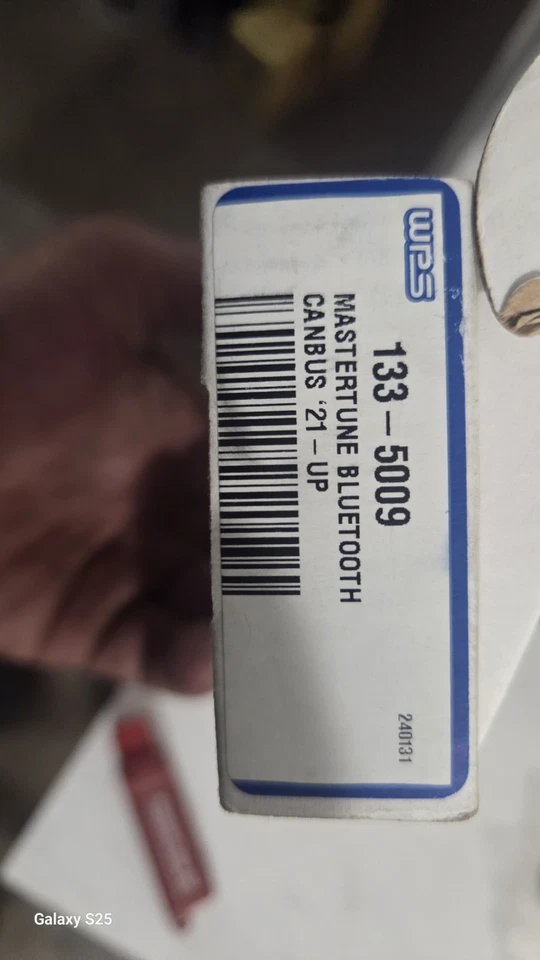 WPS
133-5009
MASTERTUNE BLUETOOTH
CANBUS '21-UP
240131
Galaxy S25